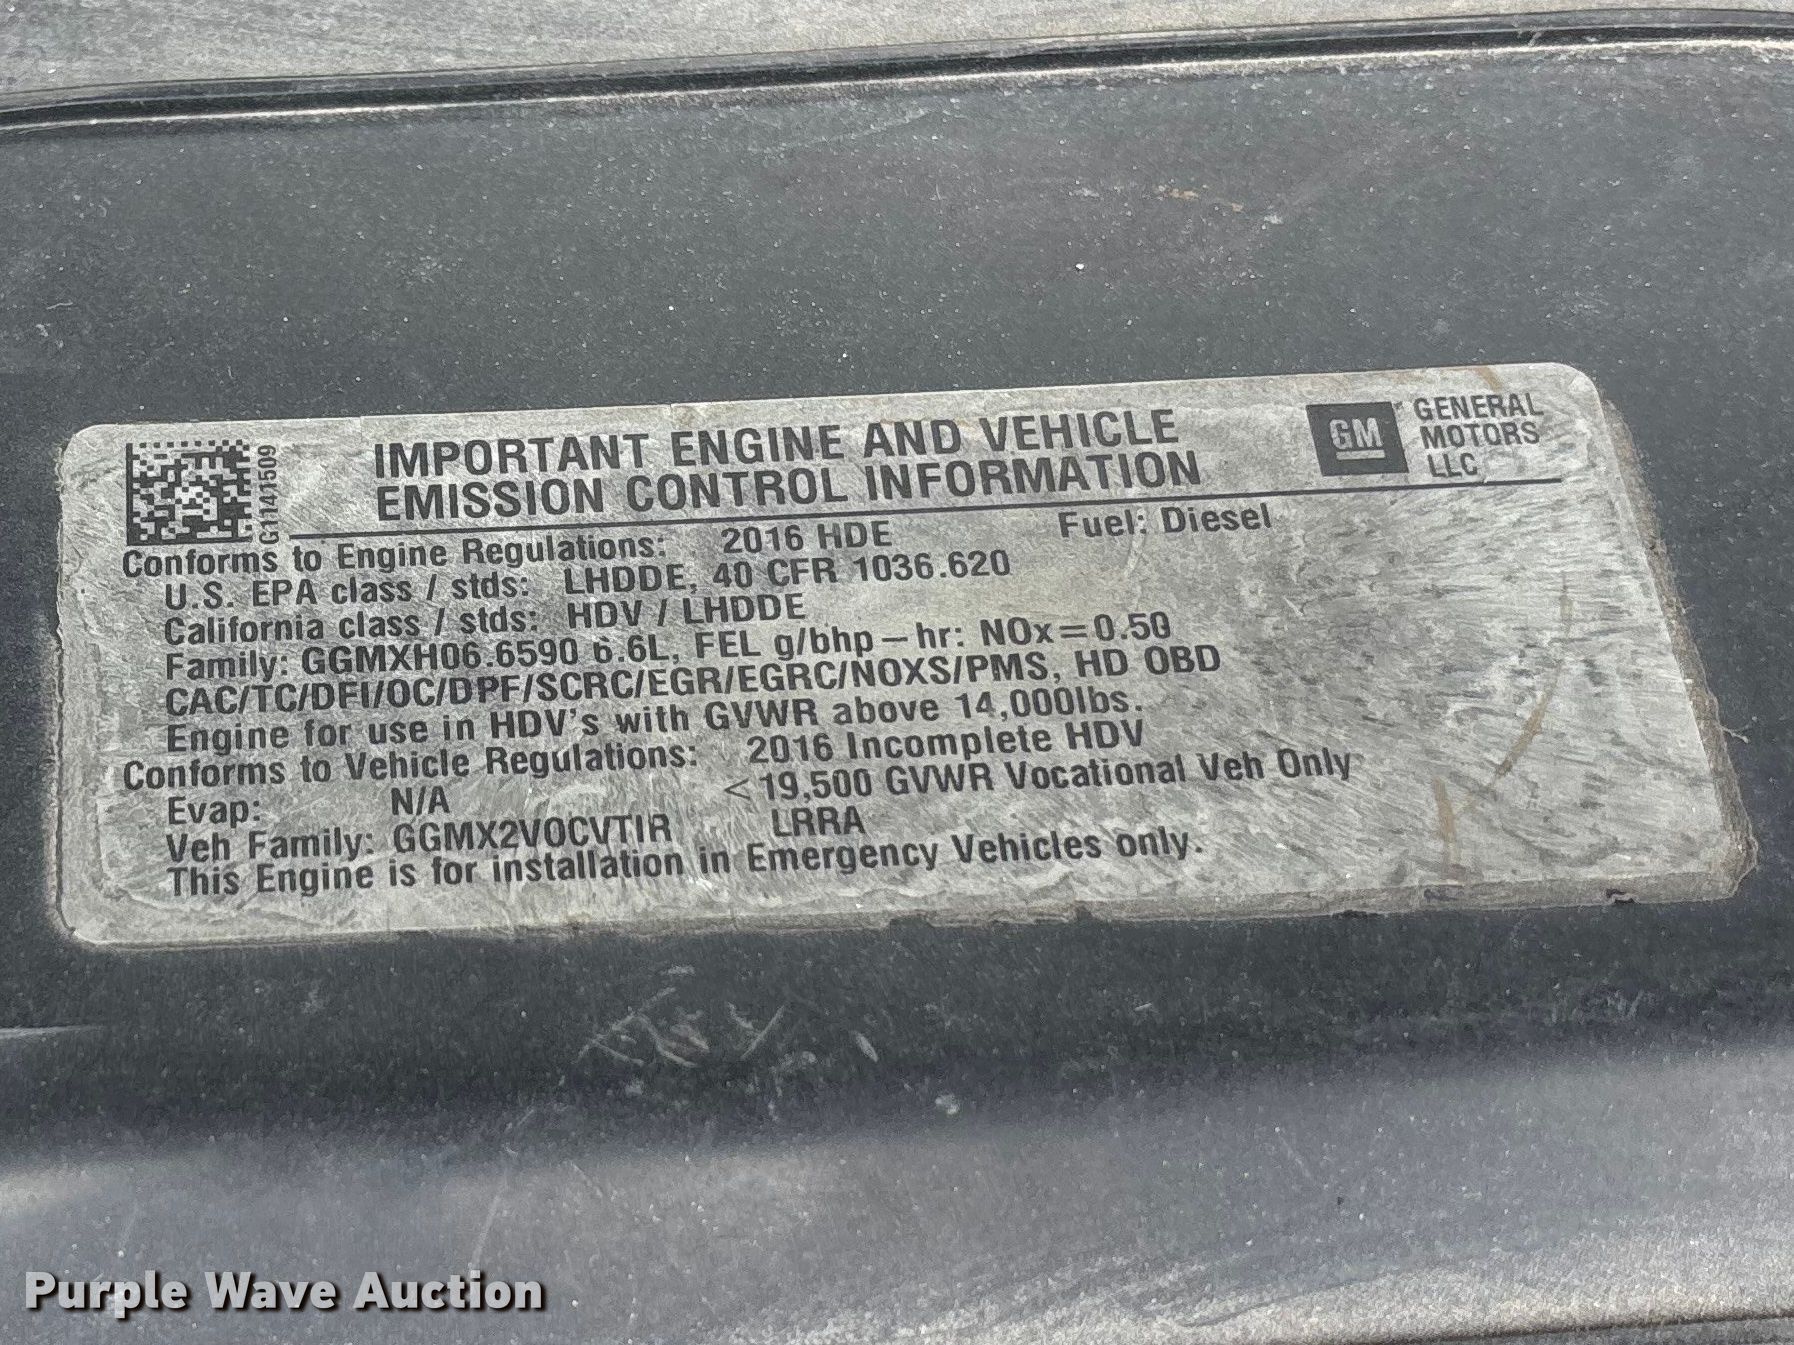 G1141509
IMPORTANT ENGINE AND VEHICLE
EMISSION CONTROL INFORMATION
GM
GENERAL
MOTORS
LLC
Conforms to Engine Regulations: 2016 HDE Fuel: Diesel
U.S. EPA class / stds: LHDDE, 40 CFR 1036.620
California class / stds: HDV / LHDDE
Family: GGMXH06.6590 6.6L, FEL g/bhp-hr: NOx=0.50
CAC/TC/DFI/OC/DPF/SCRC/EGR/EGRC/NOXS/PMS, HD OBD
Engine for use in HDV's with GVWR above 14,000lbs.
Conforms to Vehicle Regulations: 2016 Incomplete HDV
Evap: N/A <19,500 GVWR Vocational Veh Only
Veh Family: GGMX2VOCVTIR LRRA
This Engine is for installation in Emergency Vehicles only.
Purple Wave Auction